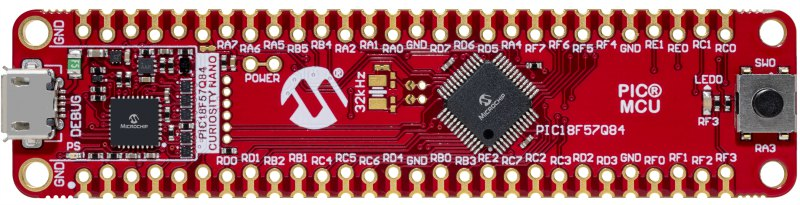 GND RA7 RA6 RA5 RB5 RB4 RA2 RA1 RA0 GND RD7 RD6 RD5 RA4 RF7 RF6 RF5 RF4 GND RE1 RE0 RC1 RC0
DEBUG
PS
MICROCHIP
PIC18F57Q84
CURIOSITY NANO
POWER
32kHz
MICROCHIP
PIC18F57Q84
PIC®
MCU
LED0
RF3
SW0
RA3
GND RD0 RD1 RB2 RB1 RC4 RC5 RC6 RD4 GND RB0 RB3 RE2 RC7 RC2 RC3 RD2 RD3 GND RF0 RF1 RF2 RF3